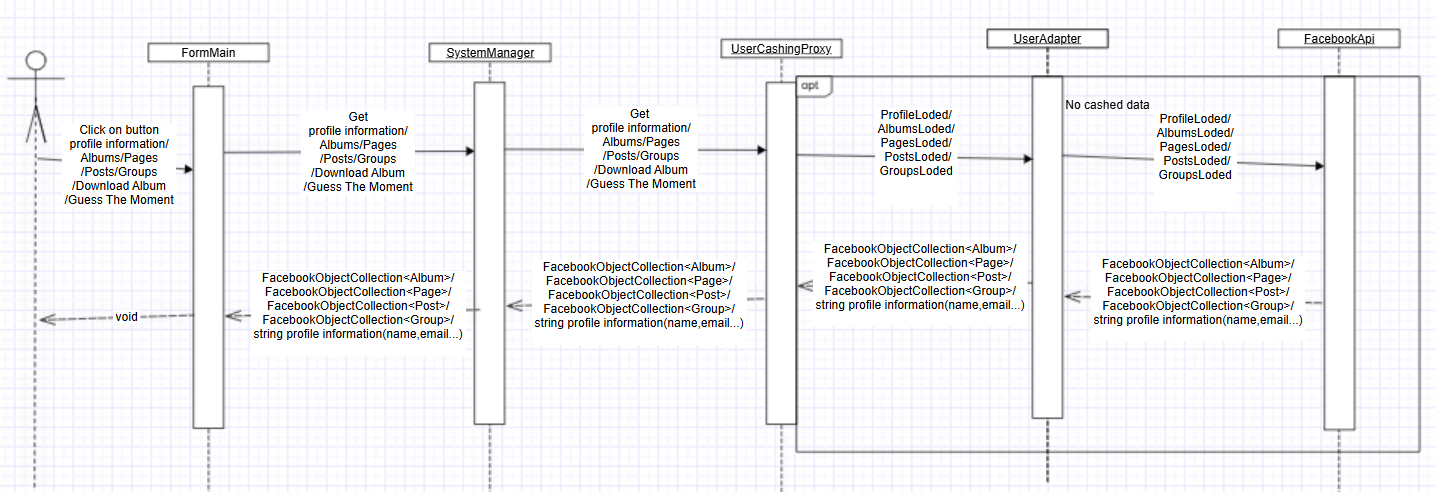 FormMain
SystemManager
UserCashingProxy
UserAdapter
FacebookApi
opt
No cashed data
Click on button
profile information/
Albums/Pages
/Posts/Groups
/Download Album
/Guess The Moment
Get
profile information/
Albums/Pages
/Posts/Groups
/Download Album
/Guess The Moment
Get
profile information/
Albums/Pages
/Posts/Groups
/Download Album
/Guess The Moment
ProfileLoded/
AlbumsLoded/
PagesLoded/
PostsLoded/
GroupsLoded
ProfileLoded/
AlbumsLoded/
PagesLoded/
PostsLoded/
GroupsLoded
void
FacebookObjectCollection<Album>/
FacebookObjectCollection<Page>/
FacebookObjectCollection<Post>/
FacebookObjectCollection<Group>/
string profile information(name,email...)
FacebookObjectCollection<Album>/
FacebookObjectCollection<Page>/
FacebookObjectCollection<Post>/
FacebookObjectCollection<Group>/
string profile information(name,email...)
FacebookObjectCollection<Album>/
FacebookObjectCollection<Page>/
FacebookObjectCollection<Post>/
FacebookObjectCollection<Group>/
string profile information(name,email...)
FacebookObjectCollection<Album>/
FacebookObjectCollection<Page>/
FacebookObjectCollection<Post>/
FacebookObjectCollection<Group>/
string profile information(name,email...)